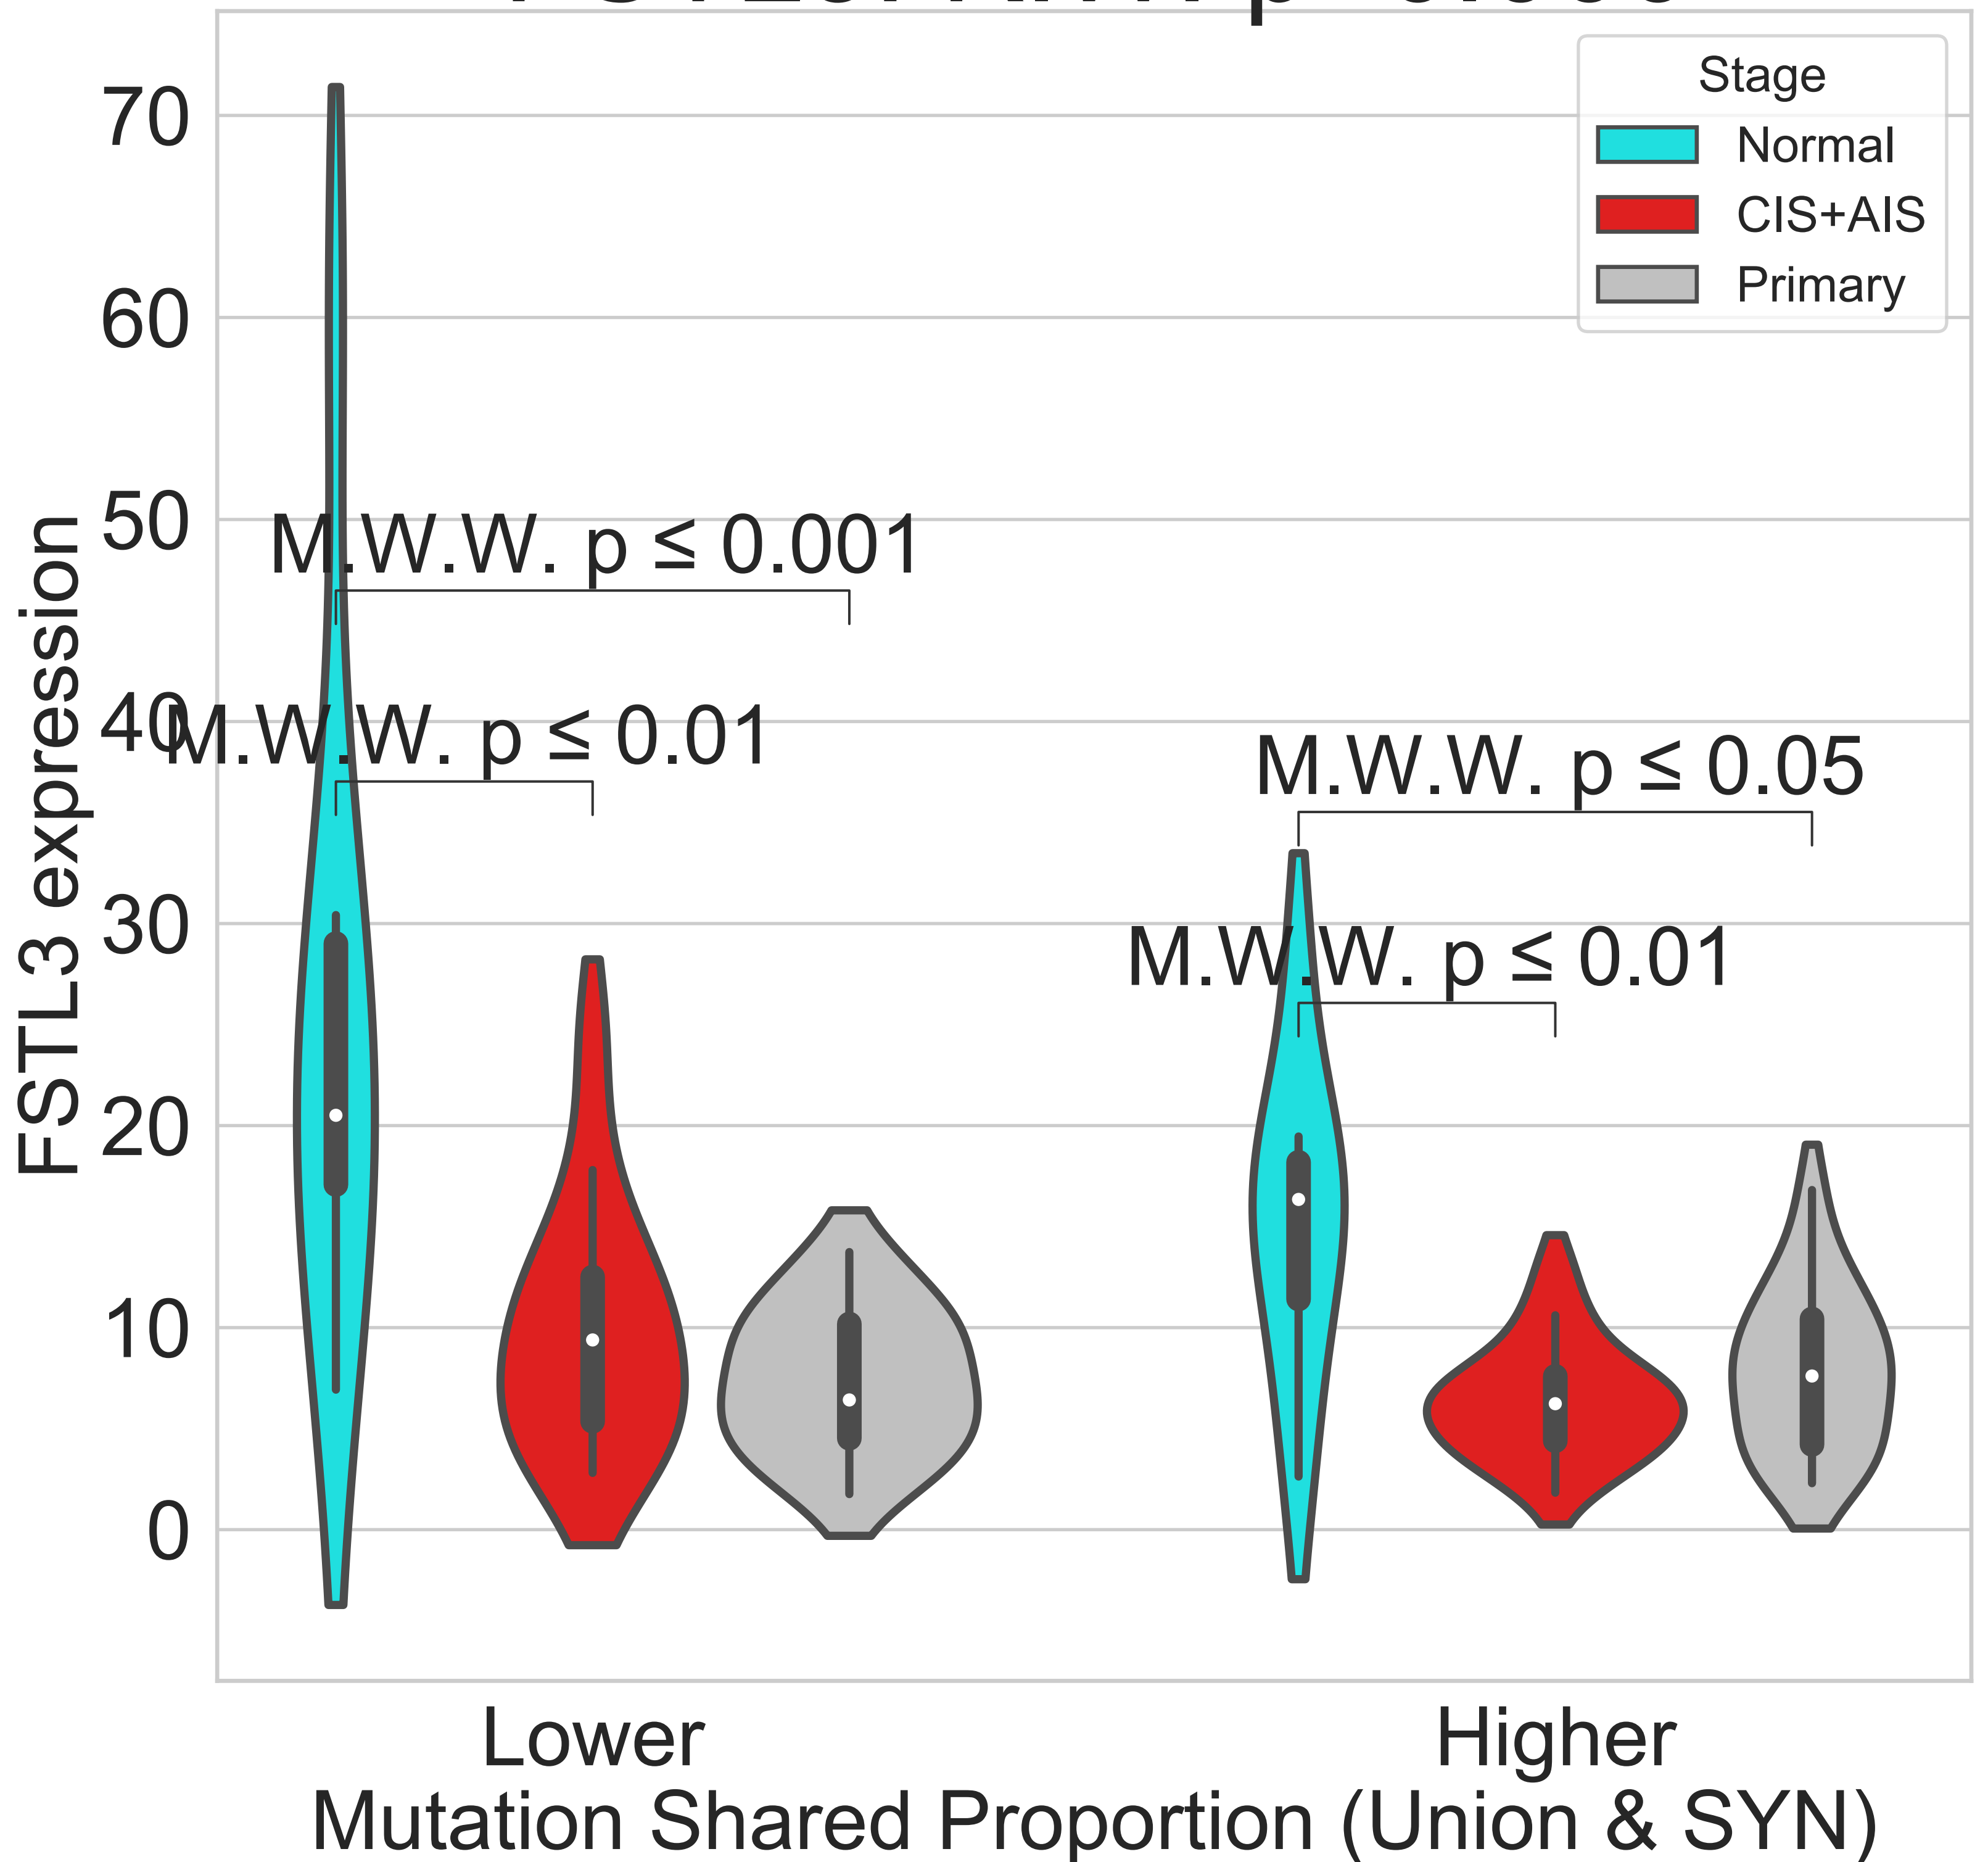 Stage
Normal
CIS+AIS
Primary
FSTL3 expression
70
60
50
40
30
20
10
0
M.W.W. p ≤ 0.001
M.W.W. p ≤ 0.01
M.W.W. p ≤ 0.05
M.W.W. p ≤ 0.01
Lower
Higher
Mutation Shared Proportion (Union & SYN)